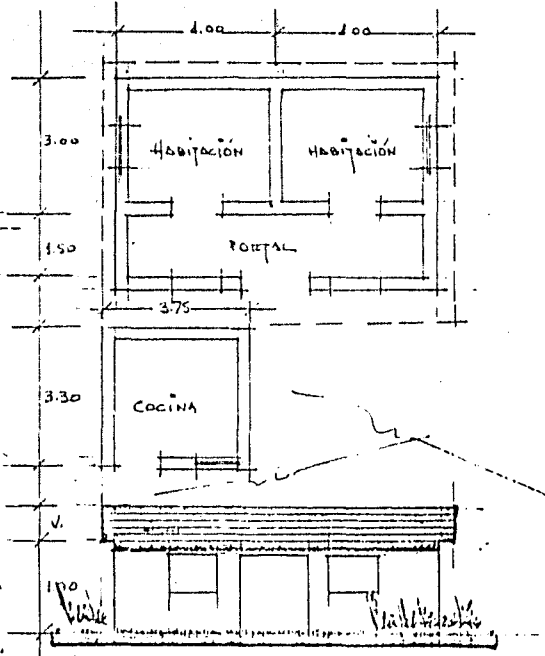 4.00 4.00
3.00
HABITACIÓN HABITACIÓN
1.50
PORTAL
3.75
3.30
COCINA
V.